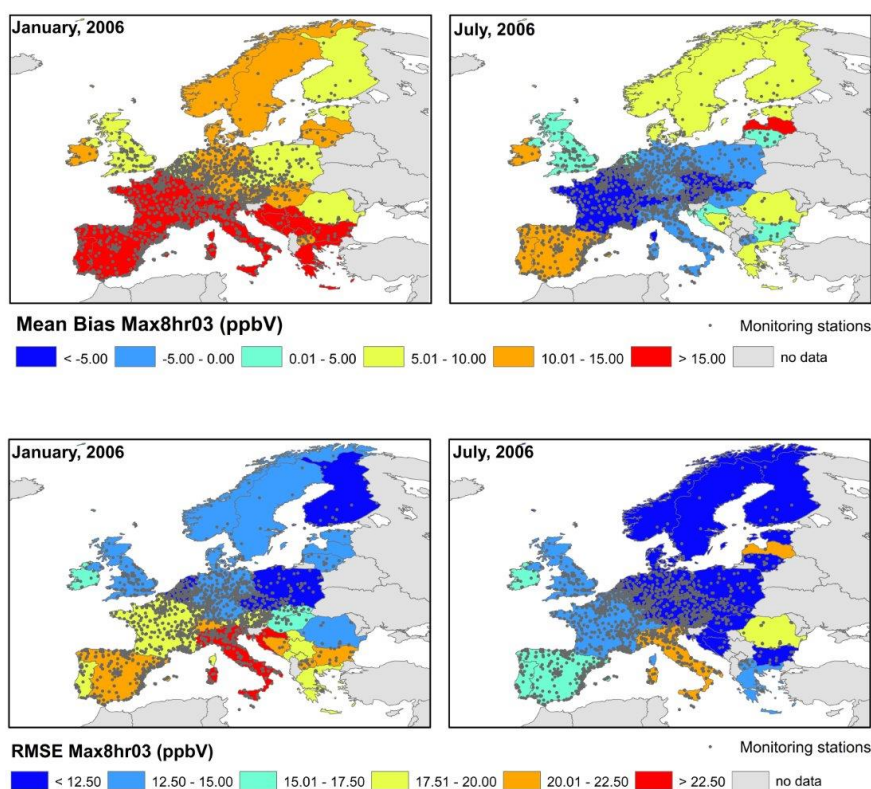 January, 2006
July, 2006
Mean Bias Max8hr03 (ppbV)
Monitoring stations
< -5.00 -5.00 - 0.00 0.01 - 5.00 5.01 - 10.00 10.01 - 15.00 > 15.00 no data
January, 2006
July, 2006
RMSE Max8hr03 (ppbV)
Monitoring stations
< 12.50 12.50 - 15.00 15.01 - 17.50 17.51 - 20.00 20.01 - 22.50 > 22.50 no data